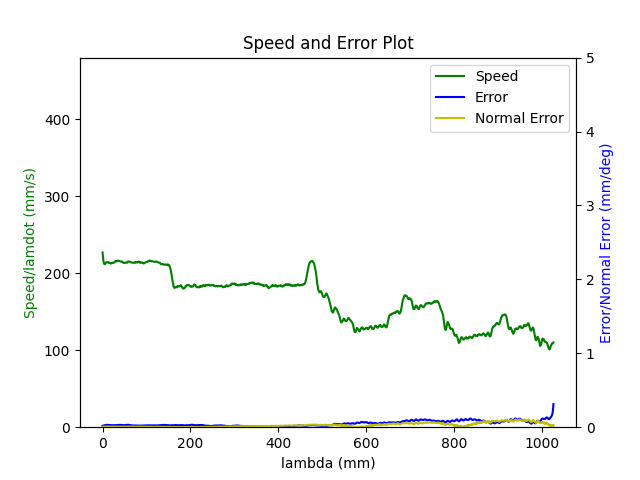 Speed and Error Plot
Speed
Error
Normal Error
Speed/lamdot (mm/s)
400
300
200
100
0
5
4
3
2
1
0
Error/Normal Error (mm/deg)
0
200
400
600
800
1000
lambda (mm)